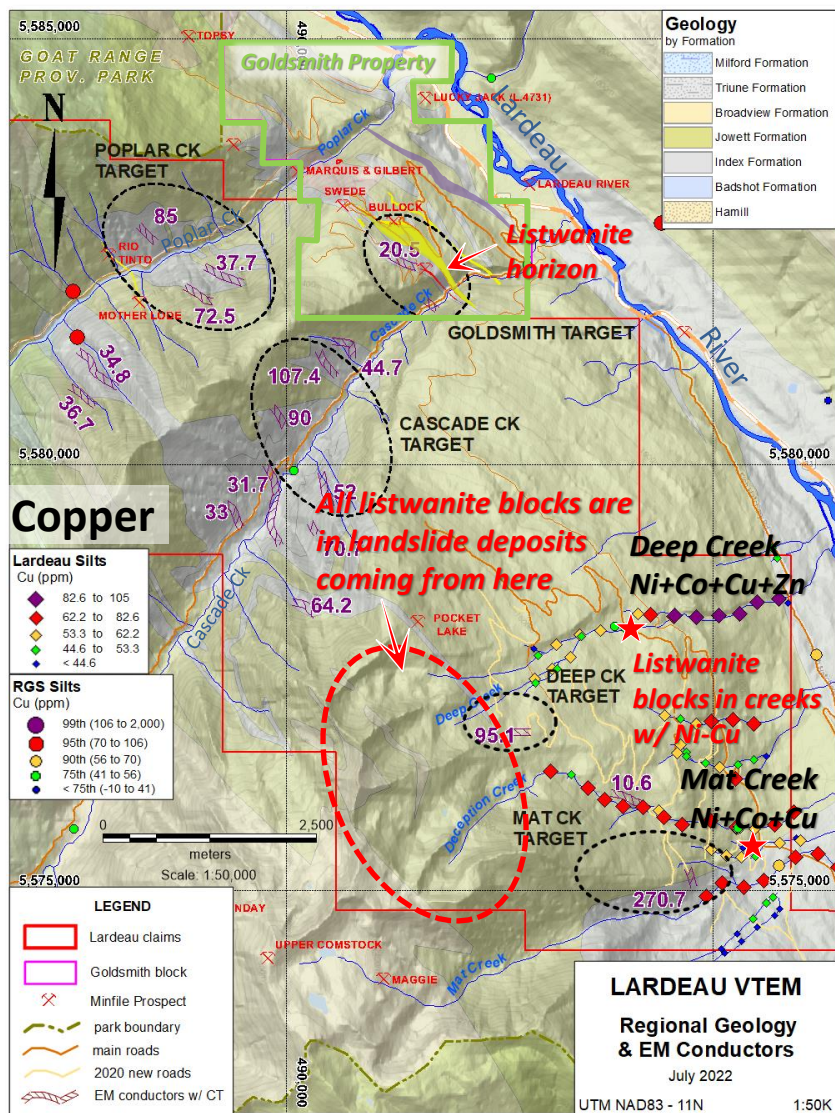 5,585,000
490,000
TOPSY
GOAT RANGE
PROV. PARK
Goldsmith Property
LUCKY JACK (L.4731)
Lardeau
N
Poplar Ck
POPLAR CK
TARGET
MARQUIS & GILBERT
SWEDE
BULLOCK
LARDEAU RIVER
85
Poplar Ck
RIO
TINTO
37.7
MOTHER LODE
72.5
20.5
Listwanite
horizon
Cascade Ck
GOLDSMITH TARGET
River
34.8
36.7
107.4
44.7
90
CASCADE CK
TARGET
5,580,000
5,580,000
31.7
33
52
70.7
64.2
All listwanite blocks are
in landslide deposits
coming from here
Copper
Lardeau Silts
Cu (ppm)
82.6 to 105
62.2 to 82.6
53.3 to 62.2
44.6 to 53.3
< 44.6
RGS Silts
Cu (ppm)
99th (106 to 2,000)
95th (70 to 106)
90th (56 to 70)
75th (41 to 56)
< 75th (-10 to 41)
Cascade Ck
POCKET
LAKE
Deep Creek
Ni+Co+Cu+Zn
DEEP CK
TARGET
Deep Creek
95.1
Listwanite
blocks in creeks
w/ Ni-Cu
10.6
Deception Creek
MAT CK
TARGET
Mat Creek
Ni+Co+Cu
270.7
0
2,500
meters
Scale: 1:50,000
5,575,000
5,575,000
NDAY
UPPER COMSTOCK
MAGGIE
Mat Creek
490,000
Geology
by Formation
Milford Formation
Triune Formation
Broadview Formation
Jowett Formation
Index Formation
Badshot Formation
Hamill
LEGEND
Lardeau claims
Goldsmith block
Minfile Prospect
park boundary
main roads
2020 new roads
EM conductors w/ CT
LARDEAU VTEM
Regional Geology
& EM Conductors
July 2022
UTM NAD83 - 11N
1:50K